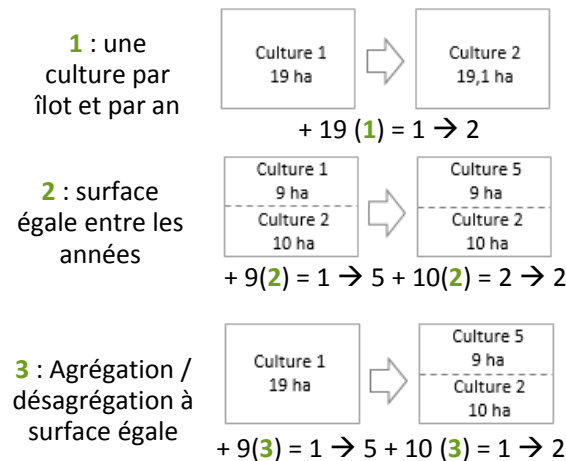 1 : une
culture par
îlot et par an
Culture 1
19 ha
Culture 2
19,1 ha
+ 19 (1) = 1 → 2
2 : surface
égale entre les
années
Culture 1
9 ha
Culture 2
10 ha
Culture 5
9 ha
Culture 2
10 ha
+ 9(2) = 1 → 5 + 10(2) = 2 → 2
3 : Agrégation /
désagrégation à
surface égale
Culture 1
19 ha
Culture 5
9 ha
Culture 2
10 ha
+ 9(3) = 1 → 5 + 10 (3) = 1 → 2